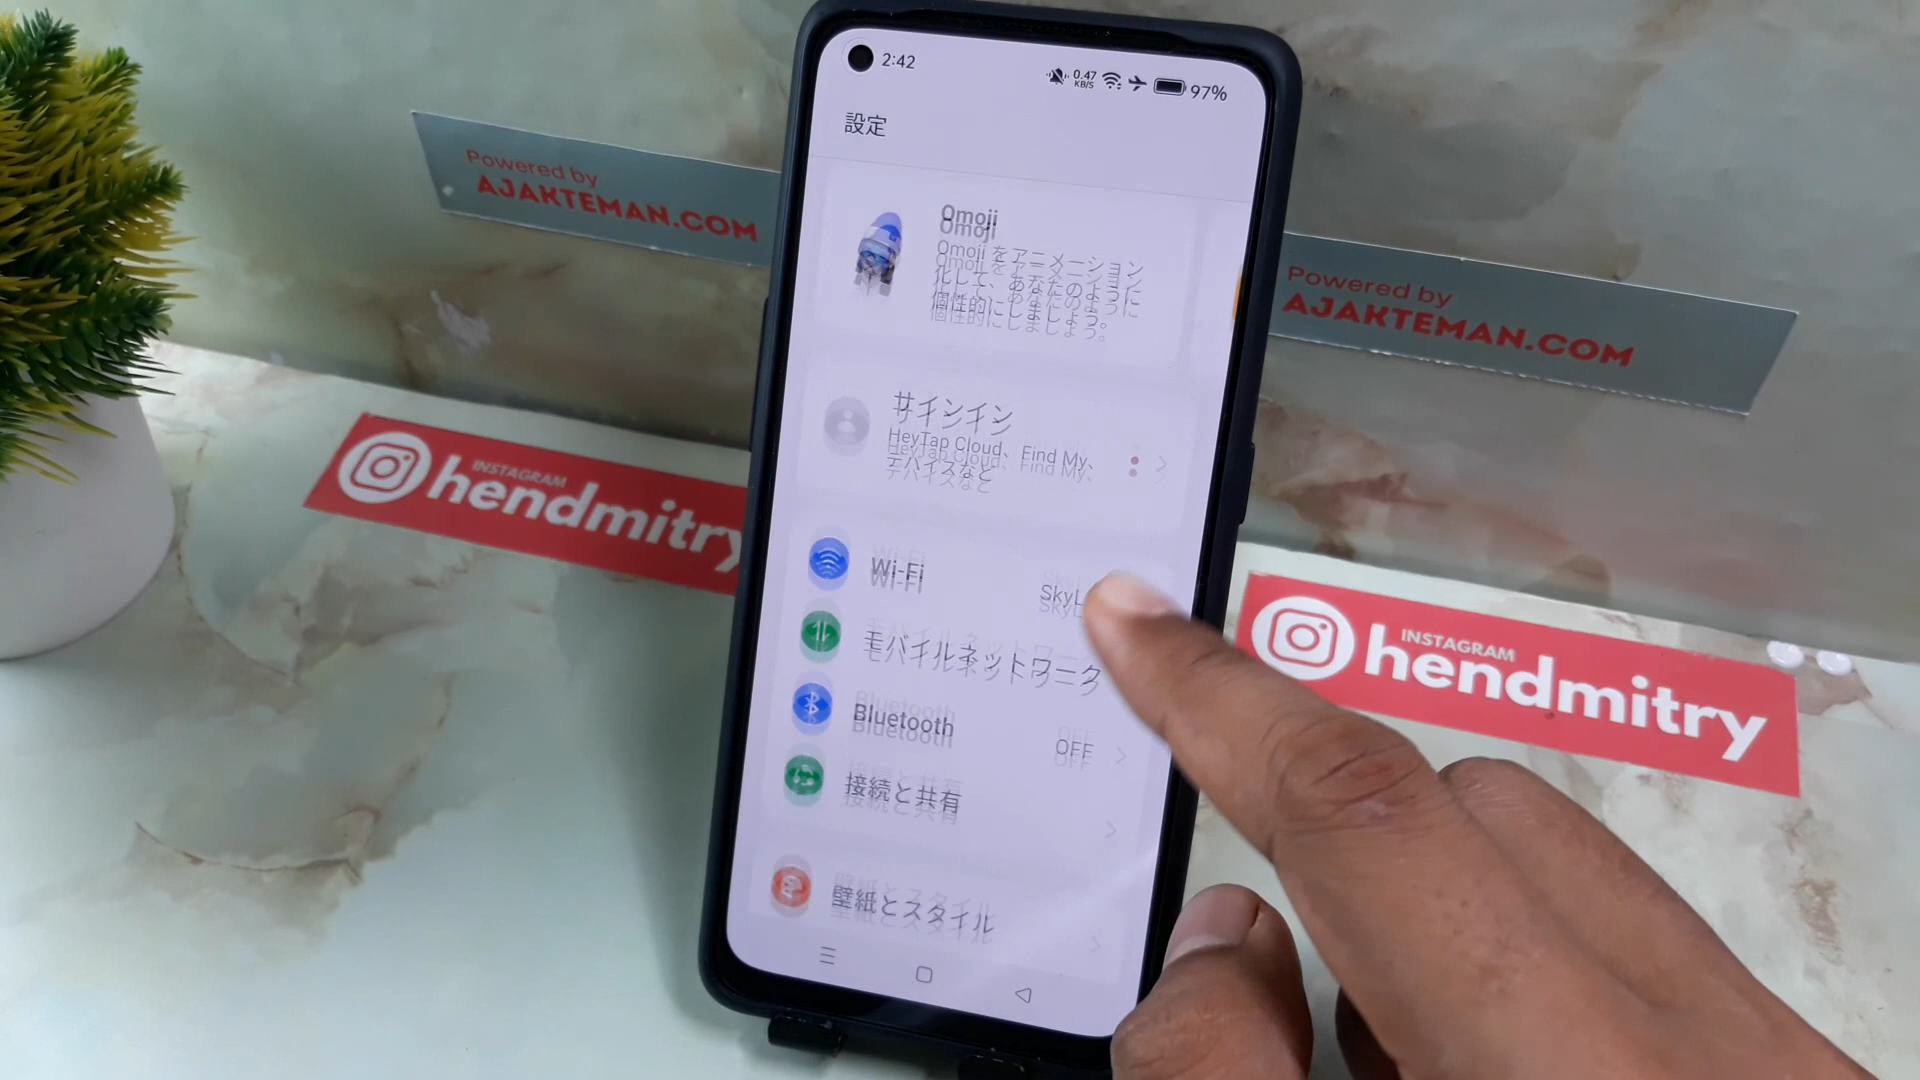 2:42
0.47
KB/S
97%
設定
Omoji
Omoji をアニメーション
化して、あなたのように
個性的にしましょう。
サインイン
HeyTap Cloud、Find My、
デバイスなど
Wi-Fi
SkyL
モバイルネットワーク
Bluetooth
OFF
接続と共有
壁紙とスタイル
Powered by
AJAKTEMAN.COM
Powered by
AJAKTEMAN.COM
INSTAGRAM
hendmitry
INSTAGRAM
hendmitry